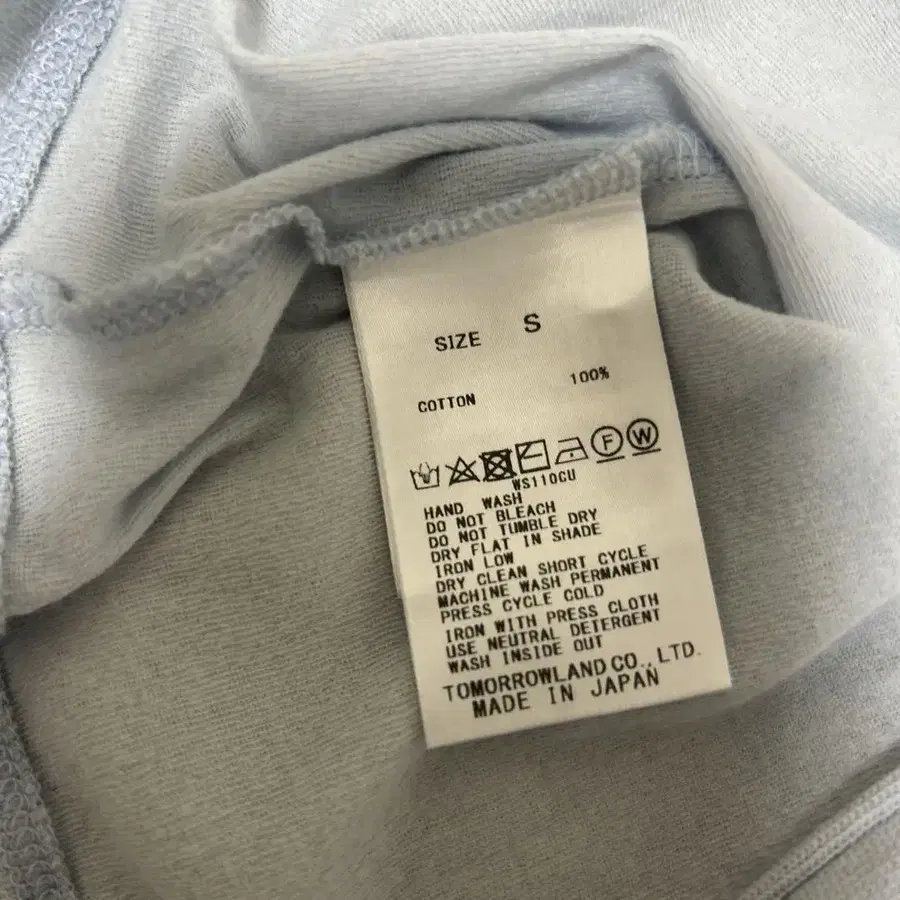 SIZE S
COTTON 100%
F W
WS110CU
HAND WASH
DO NOT BLEACH
DO NOT TUMBLE DRY
DRY FLAT IN SHADE
IRON LOW
DRY CLEAN SHORT CYCLE
MACHINE WASH PERMANENT
PRESS CYCLE COLD
IRON WITH PRESS CLOTH
USE NEUTRAL DETERGENT
WASH INSIDE OUT
TOMORROWLAND CO., LTD.
MADE IN JAPAN